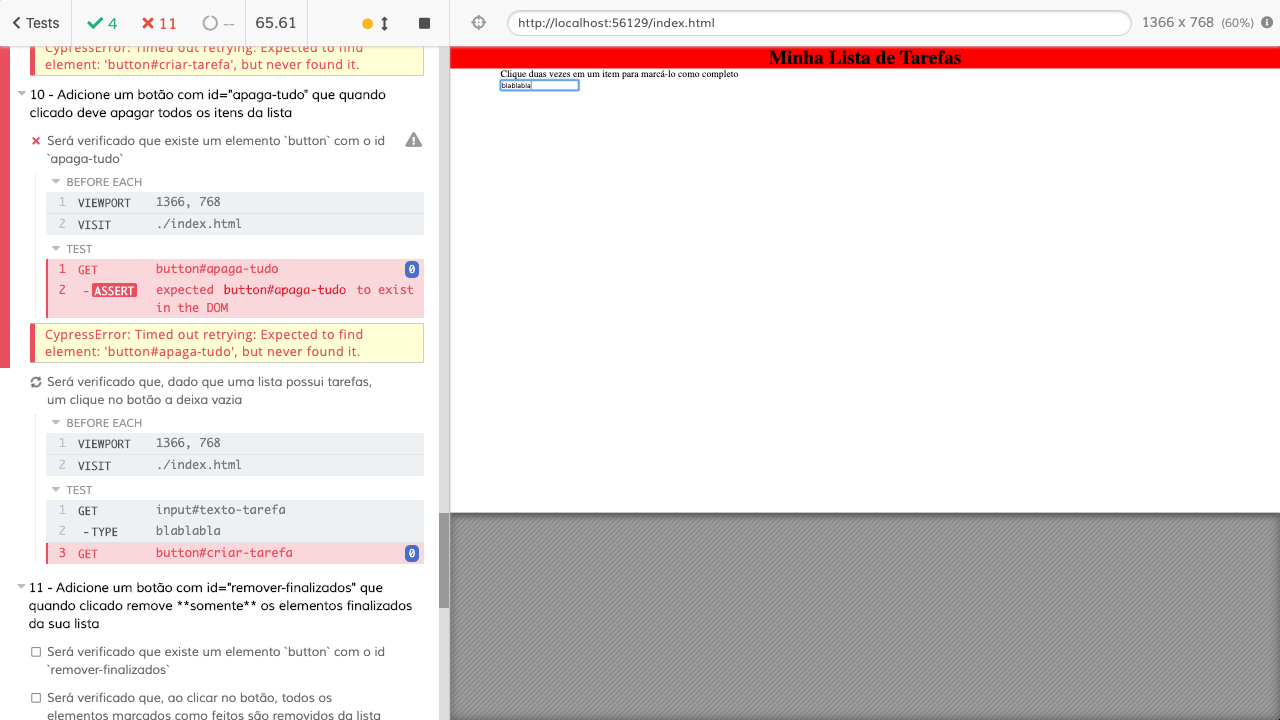 Tests
4
11
--
65.61
http://localhost:56129/index.html
1366 x 768 (60%)
CypressError: Timed out retrying: Expected to find
element: 'button#criar-tarefa', but never found it.
10 - Adicione um botão com id="apaga-tudo" que quando
clicado deve apagar todos os itens da lista
Será verificado que existe um elemento `button` com o id
`apaga-tudo`
BEFORE EACH
1 VIEWPORT 1366, 768
2 VISIT ./index.html
TEST
1 GET button#apaga-tudo 0
2 -ASSERT expected button#apaga-tudo to exist
in the DOM
CypressError: Timed out retrying: Expected to find
element: 'button#apaga-tudo', but never found it.
Será verificado que, dado que uma lista possui tarefas,
um clique no botão a deixa vazia
BEFORE EACH
1 VIEWPORT 1366, 768
2 VISIT ./index.html
TEST
1 GET input#texto-tarefa
2 -TYPE blablabla
3 GET button#criar-tarefa 0
11 - Adicione um botão com id="remover-finalizados" que
quando clicado remove **somente** os elementos finalizados
da sua lista
Será verificado que existe um elemento `button` com o id
`remover-finalizados`
Será verificado que, ao clicar no botão, todos os
elementos marcados como feitos são removidos da lista
Minha Lista de Tarefas
Clique duas vezes em um item para marcá-lo como completo
blablabla